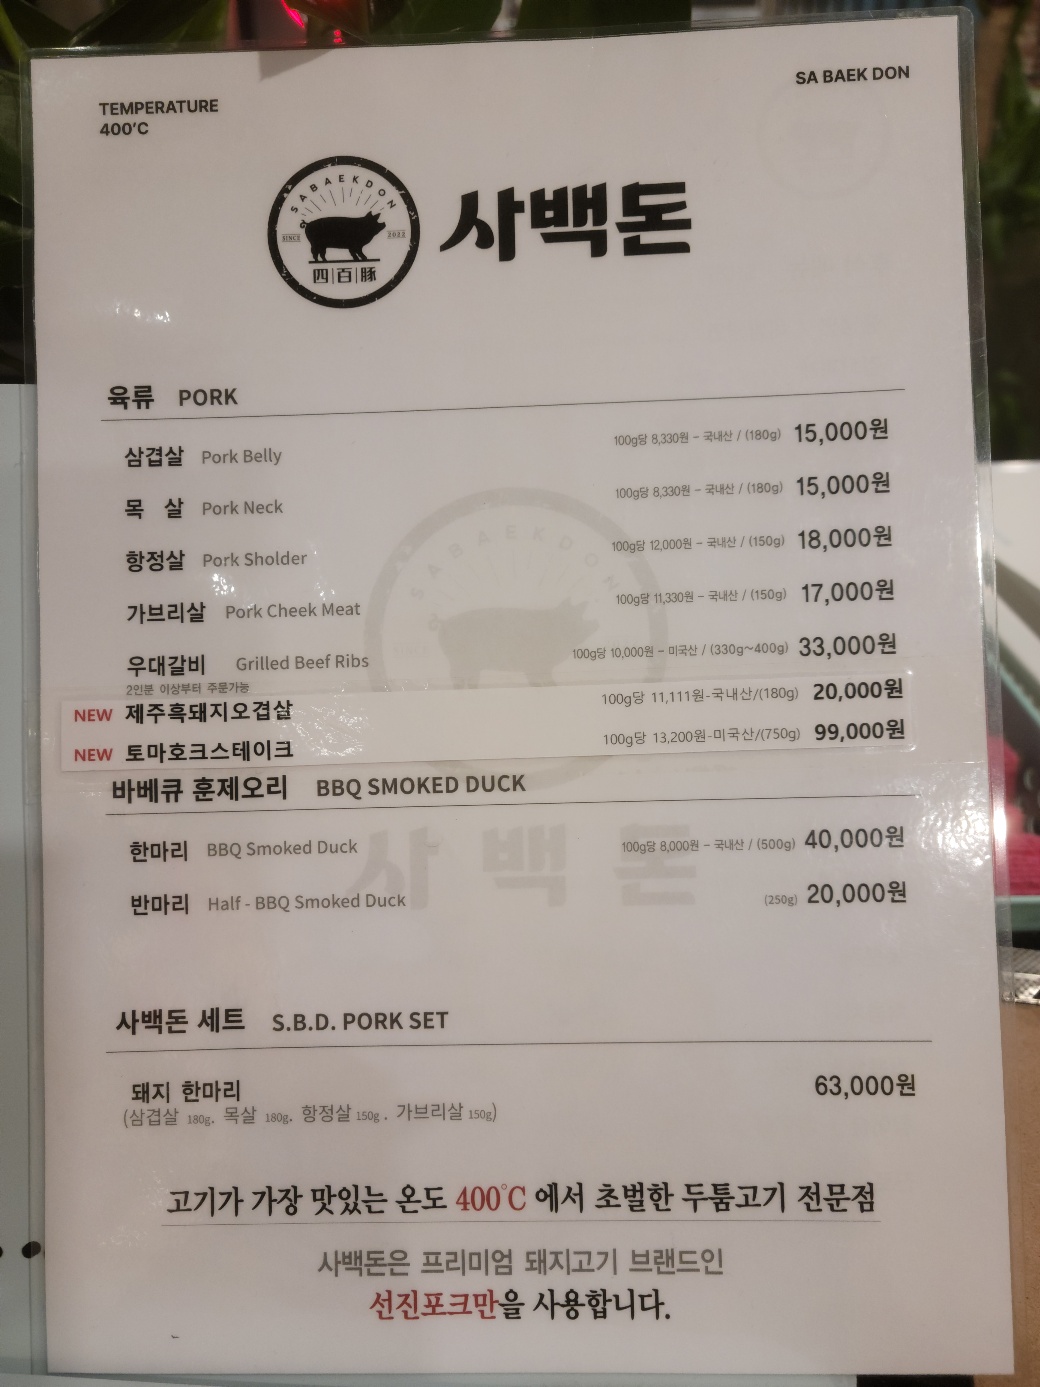 TEMPERATURE
400'C
SA BAEK DON
SABAEKDON
SINCE 2022
四|百|豚
사백돈
육류 PORK
삼겹살 Pork Belly 100g당 8,330원 - 국내산 / (180g) 15,000원
목 살 Pork Neck 100g당 8,330원 - 국내산 / (180g) 15,000원
항정살 Pork Sholder 100g당 12,000원 - 국내산 / (150g) 18,000원
가브리살 Pork Cheek Meat 100g당 11,330원 - 국내산 / (150g) 17,000원
우대갈비 Grilled Beef Ribs 100g당 10,000원 - 미국산 / (330g~400g) 33,000원
2인분 이상부터 주문가능
NEW 제주흑돼지오겹살 100g당 11,111원-국내산/(180g) 20,000원
NEW 토마호크스테이크 100g당 13,200원-미국산/(750g) 99,000원
바베큐 훈제오리 BBQ SMOKED DUCK
한마리 BBQ Smoked Duck 100g당 8,000원 - 국내산 / (500g) 40,000원
반마리 Half - BBQ Smoked Duck (250g) 20,000원
SABAEKDON
사백돈
사백돈 세트 S.B.D. PORK SET
돼지 한마리 63,000원
(삼겹살 180g. 목살 180g. 항정살 150g. 가브리살 150g)
고기가 가장 맛있는 온도 400°C 에서 초벌한 두툼고기 전문점
사백돈은 프리미엄 돼지고기 브랜드인
선진포크만을 사용합니다.